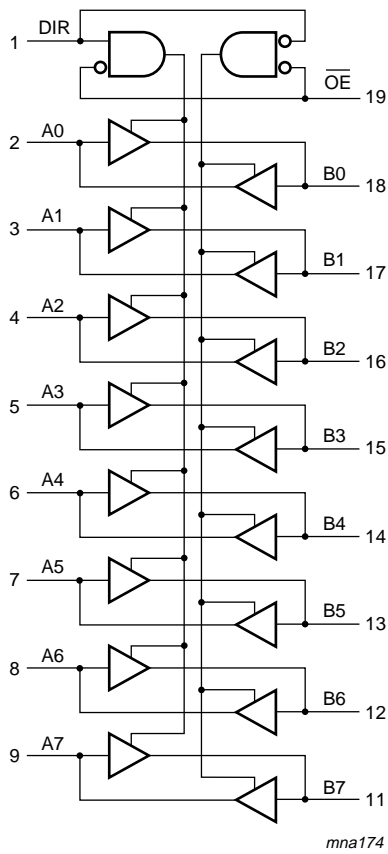 1 DIR
O̅E̅ 19
2 A0
B0 18
3 A1
B1 17
4 A2
B2 16
5 A3
B3 15
6 A4
B4 14
7 A5
B5 13
8 A6
B6 12
9 A7
B7 11
mna174